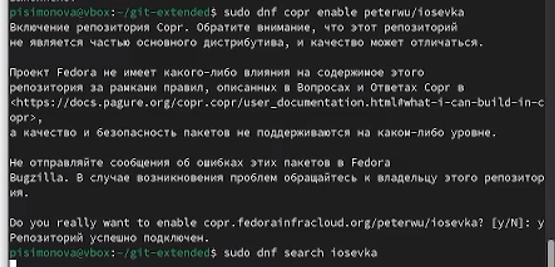 pisimonova@vbox:~/git-extended$ sudo dnf copr enable peterwu/iosevka
Включение репозитория Copr. Обратите внимание, что этот репозиторий
не является частью основного дистрибутива, и качество может отличаться.
Проект Fedora не имеет какого-либо влияния на содержимое этого
репозитория за рамками правил, описанных в Вопросах и Ответах Copr в
<https://docs.pagure.org/copr.copr/user_documentation.html#what-i-can-build-in-c
opr>,
а качество и безопасность пакетов не поддерживаются на каком-либо уровне.
Не отправляйте сообщения об ошибках этих пакетов в Fedora
Bugzilla. В случае возникновения проблем обращайтесь к владельцу этого репозитор
ия.
Do you really want to enable copr.fedorainfracloud.org/peterwu/iosevka? [y/N]: y
Репозиторий успешно подключен.
pisimonova@vbox:~/git-extended$ sudo dnf search iosevka